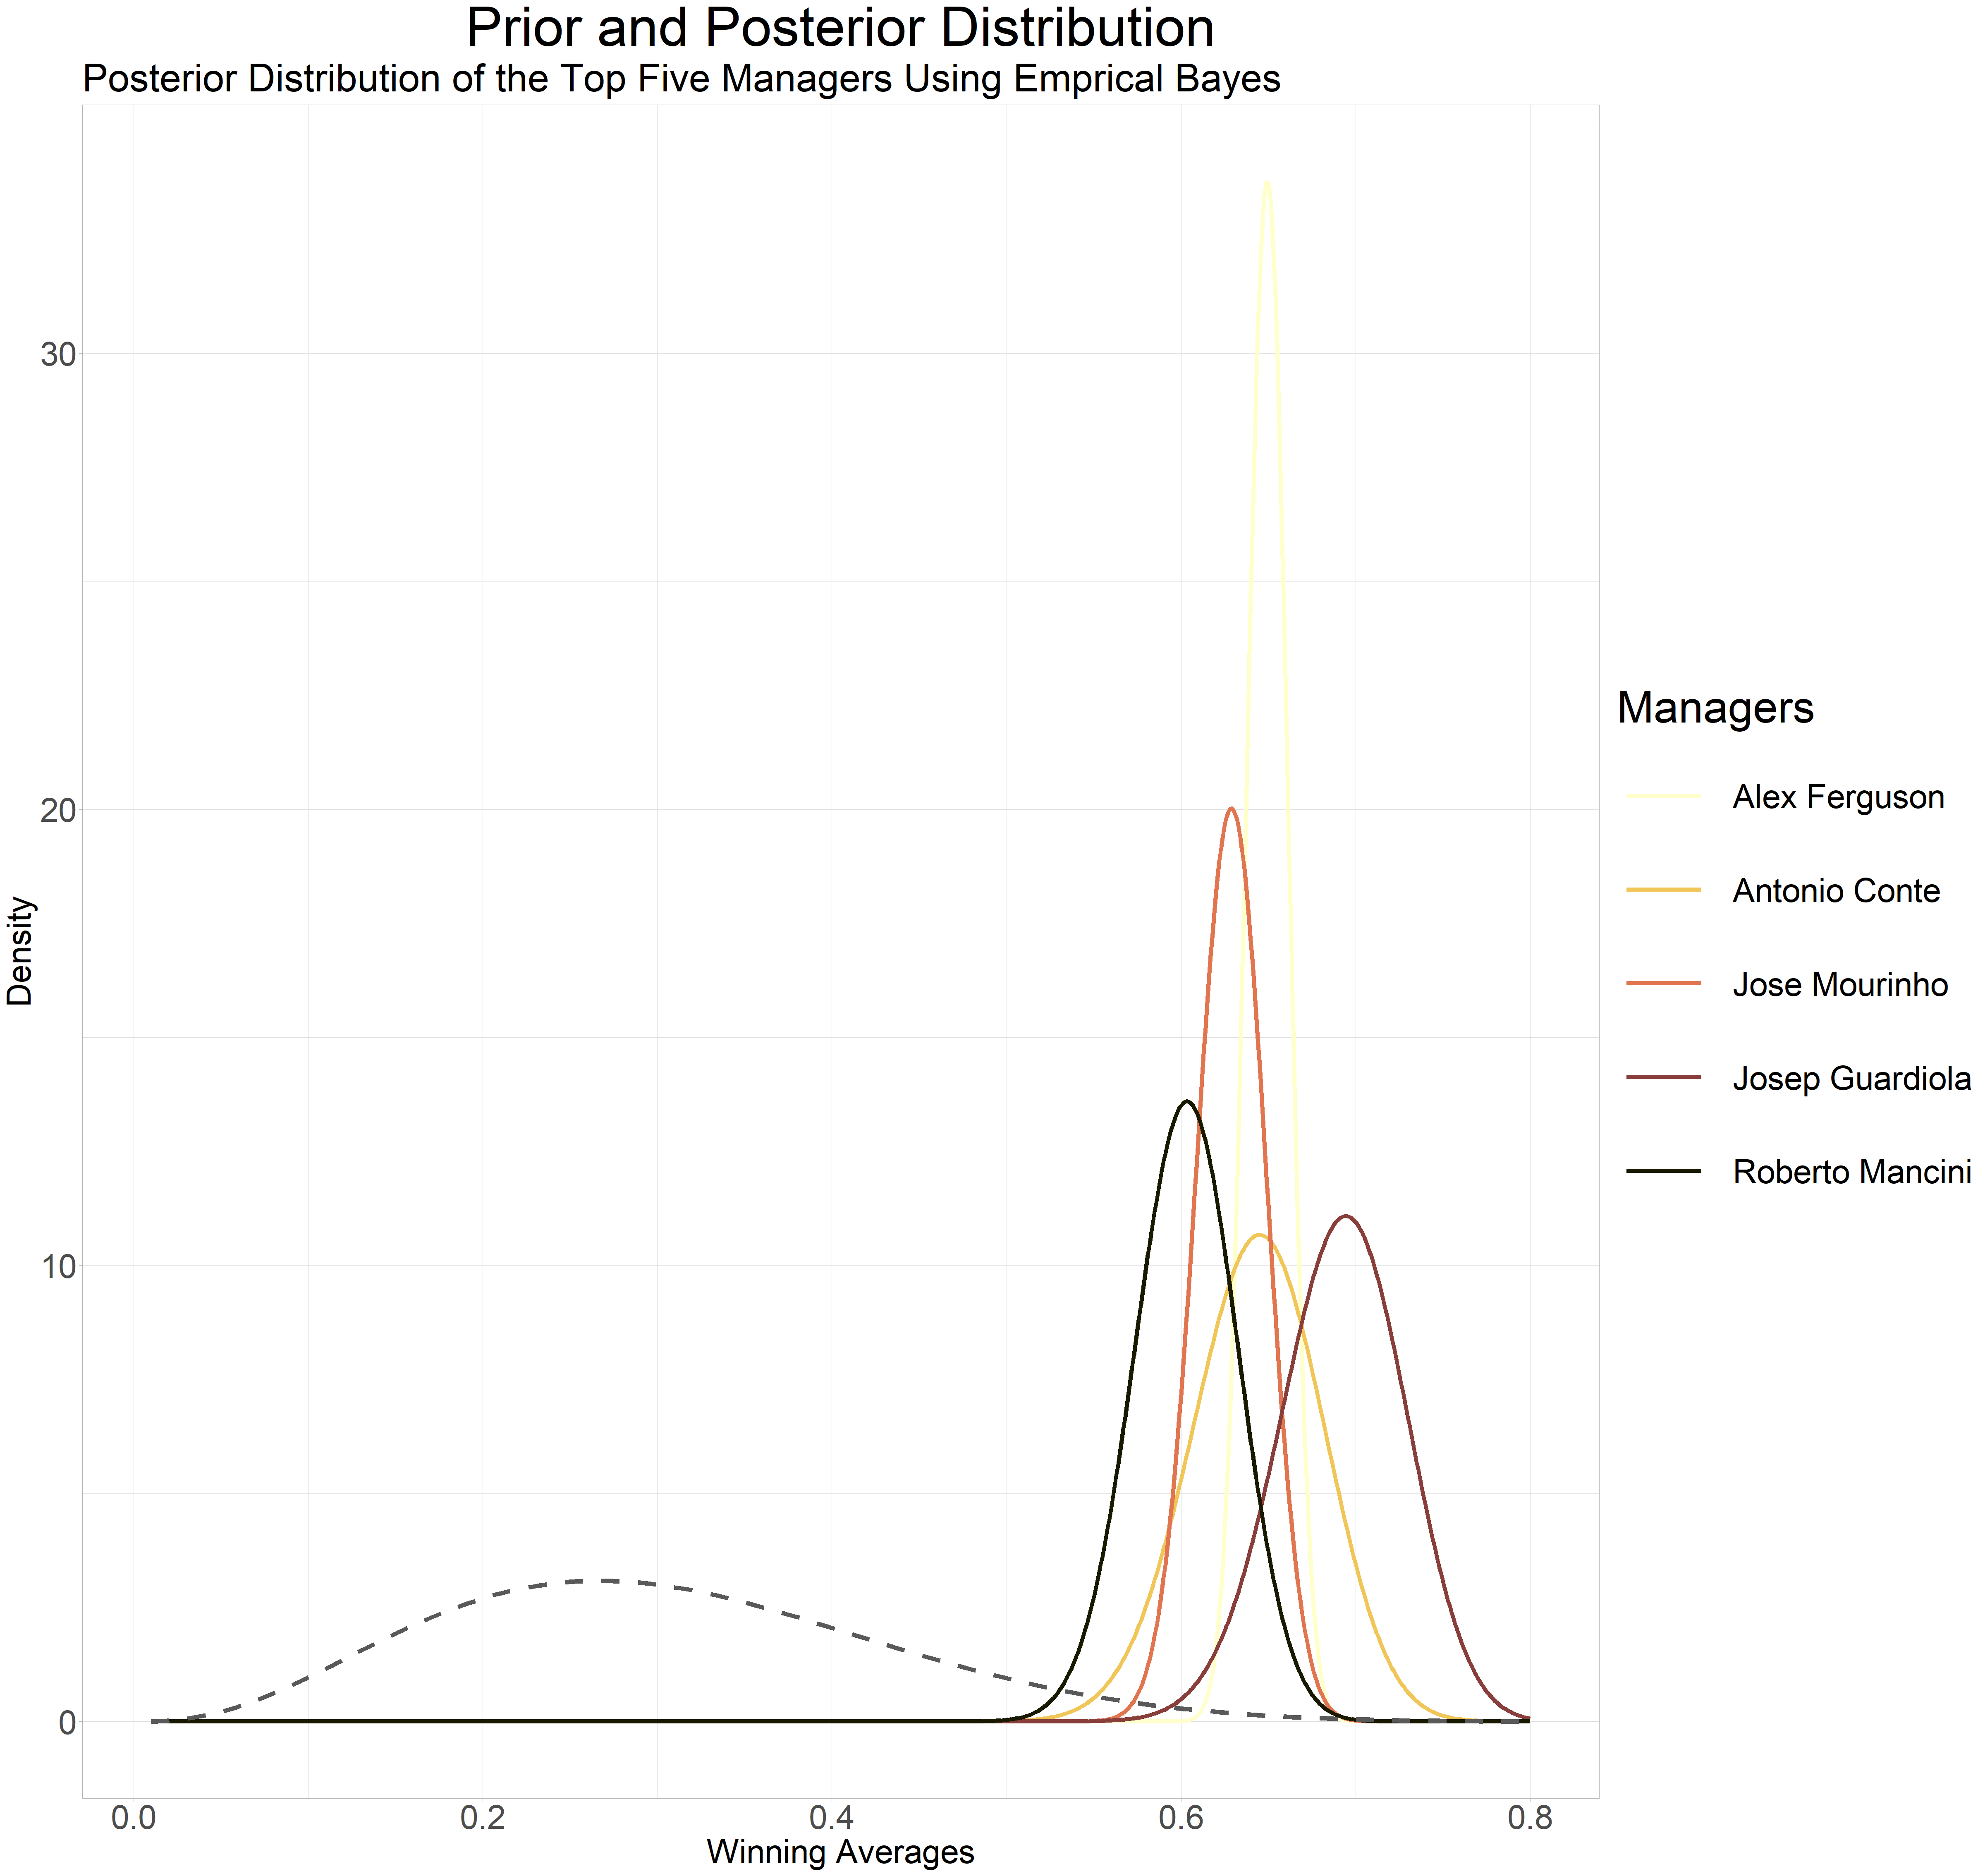 Prior and Posterior Distribution
Posterior Distribution of the Top Five Managers Using Emprical Bayes
30
20
10
0
Density
0.0 0.2 0.4 0.6 0.8
Winning Averages
Managers
Alex Ferguson
Antonio Conte
Jose Mourinho
Josep Guardiola
Roberto Mancini